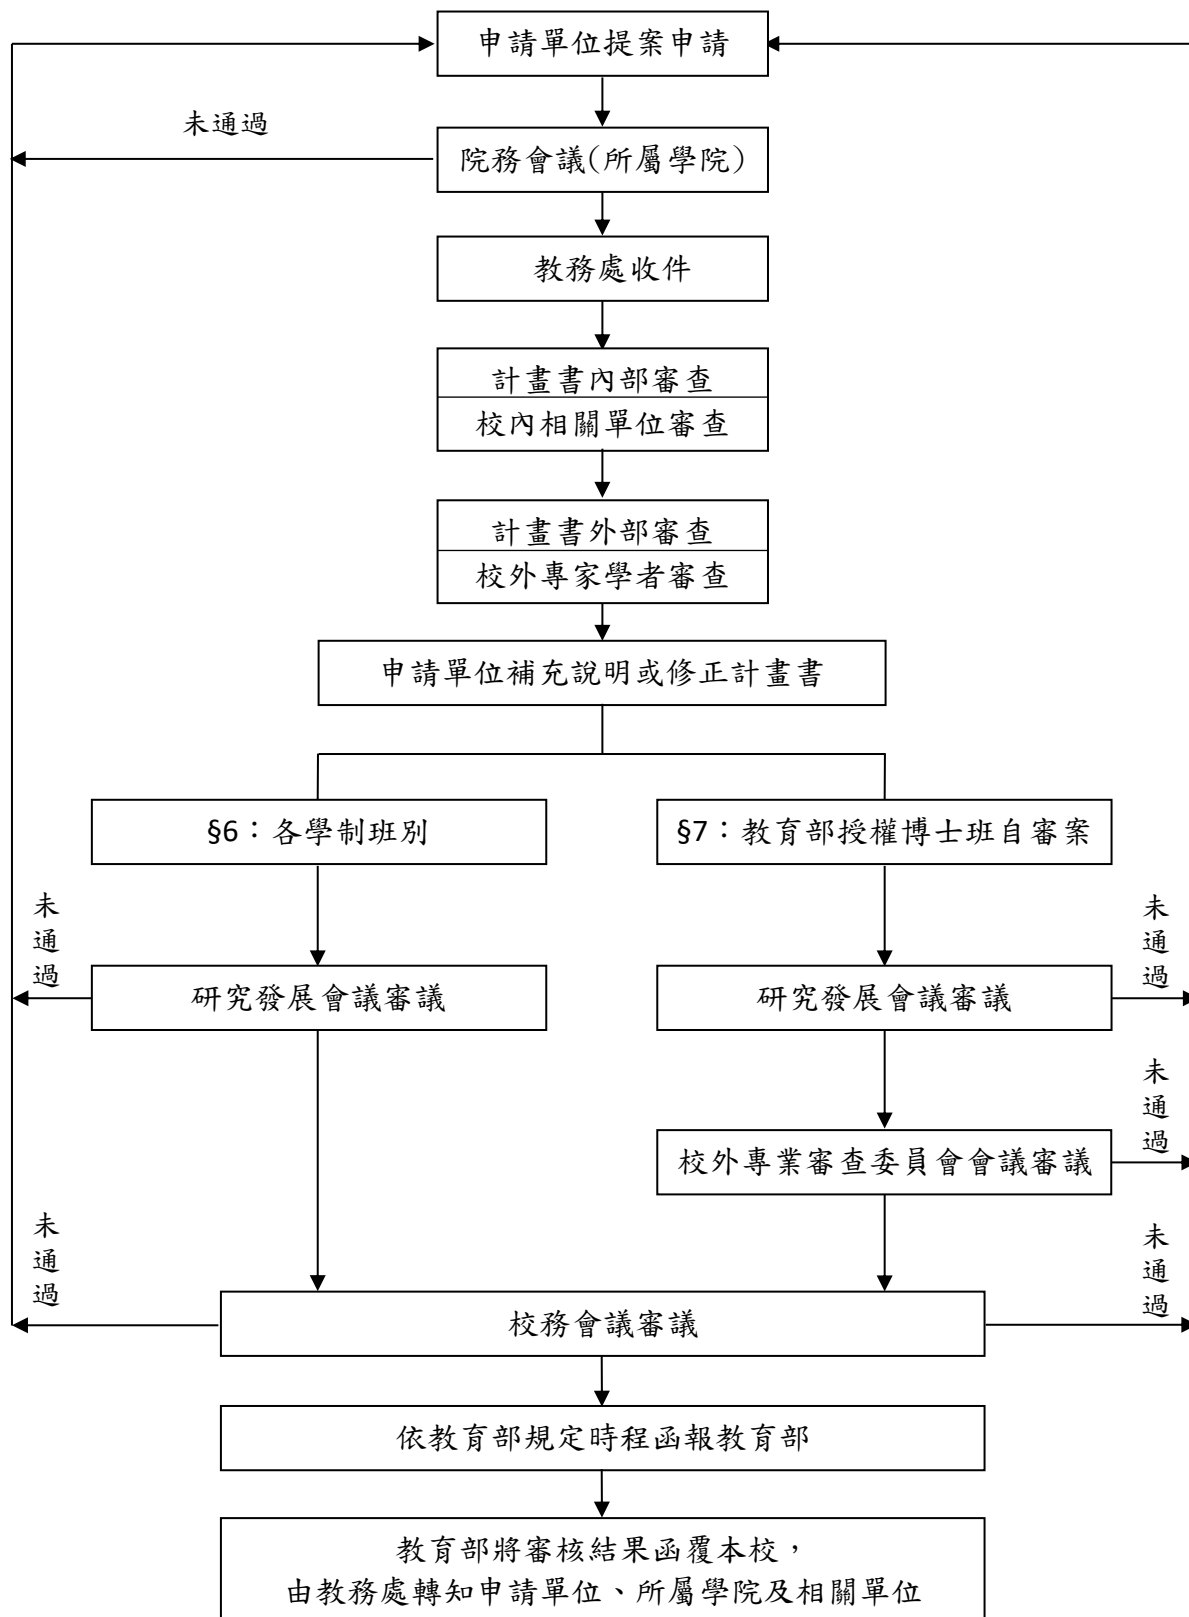 申請單位提案申請
未通過
院務會議(所屬學院)
教務處收件
計畫書內部審查
校內相關單位審查
計畫書外部審查
校外專家學者審查
申請單位補充說明或修正計畫書
§6：各學制班別
§7：教育部授權博士班自審案
未通過
未通過
研究發展會議審議
研究發展會議審議
未通過
校外專業審查委員會會議審議
未通過
未通過
校務會議審議
依教育部規定時程函報教育部
教育部將審核結果函覆本校，
由教務處轉知申請單位、所屬學院及相關單位